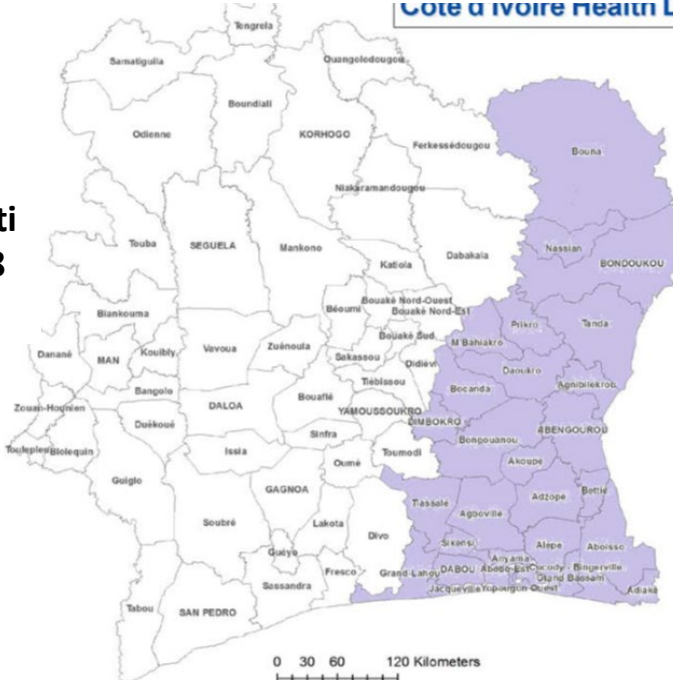 Côte d'Ivoire Health D
Tengrela
Samatiguila
Ouangolodougou
Boundiali
Odienne
KORHOGO
Ferkessédougou
Bouna
Niakaramandougou
ti
8
Touba
SEGUELA
Mankono
Dabakala
Nassian
Katiola
BONDOUKOU
Biankouma
Béoumi
Bouaké Nord-Ouest
Bouaké Nord-Est
Prikro
Tanda
Bouaké Sud
M'Bahiakro
Danané
MAN
Kouibly
Vavoua
Zuénoula
Sakassou
Didiévi
Daoukro
Bangolo
Tiébissou
Bocanda
Agnibilékrou
Zouan-Hounien
DALOA
Bouaflé
YAMOUSSOUKRO
DIMBOKRO
Duékoué
Sinfra
Bongouanou
ABENGOUROU
Toulepleu
Blolequin
Issia
Oumé
Toumodi
Akoupé
Guiglo
GAGNOA
Tiassalé
Adzopé
Bettié
Soubré
Lakota
Agboville
Divo
Sikensi
Alépé
Aboisso
Guéyo
Anyama
Sassandra
Fresco
Grand-Lahou
DABOU
Abobo-Est
Cocody - Bingerville
Grand Bassam
Jacqueville
Yopougon-Ouest
Adiaké
Tabou
SAN PEDRO
0 30 60 120 Kilometers